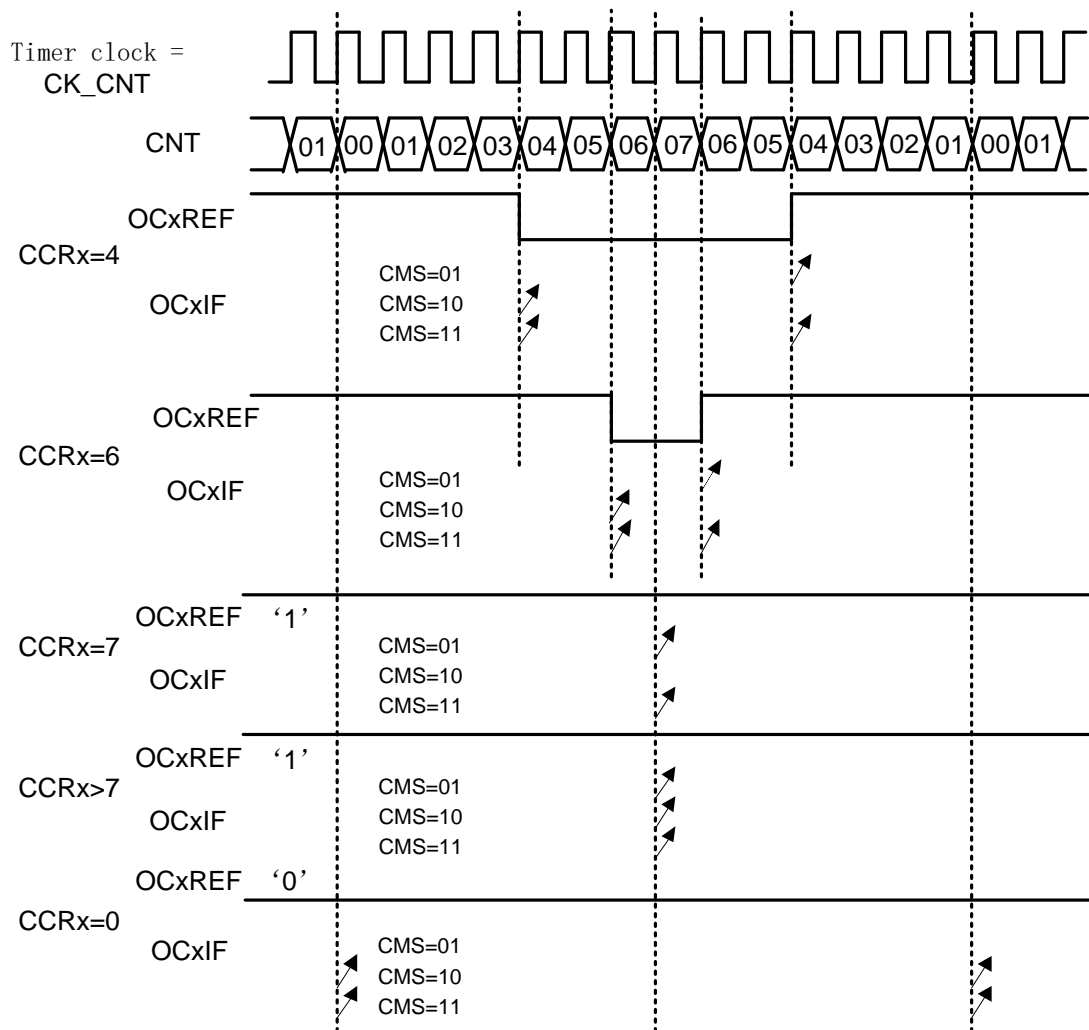 Timer clock =
CK_CNT
CNT 01 00 01 02 03 04 05 06 07 06 05 04 03 02 01 00 01
OCxREF
CCRx=4
CMS=01
OCxIF CMS=10
CMS=11
OCxREF
CCRx=6
CMS=01
OCxIF CMS=10
CMS=11
OCxREF ‘1’
CCRx=7 CMS=01
OCxIF CMS=10
CMS=11
OCxREF ‘1’
CCRx>7 CMS=01
OCxIF CMS=10
CMS=11
OCxREF ‘0’
CCRx=0
OCxIF CMS=01
CMS=10
CMS=11